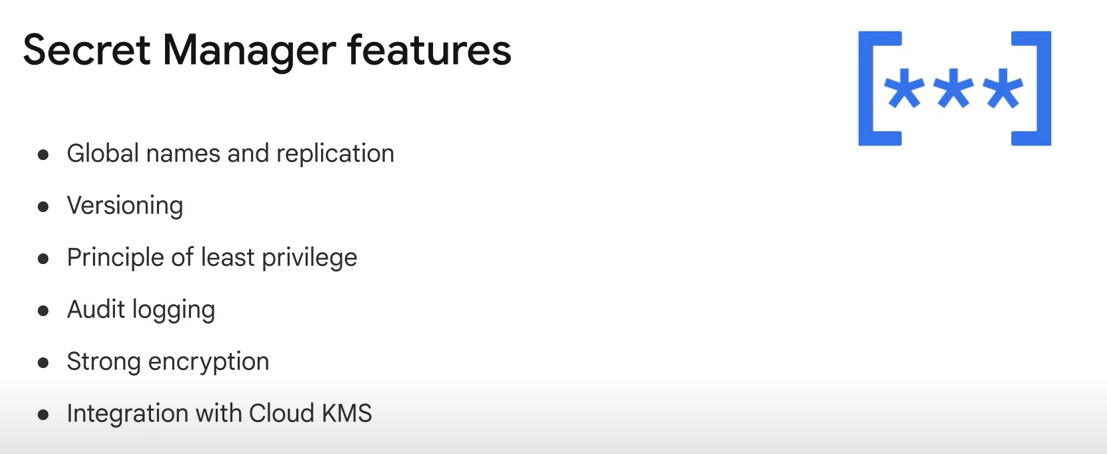 Secret Manager features
[***]
● Global names and replication
● Versioning
● Principle of least privilege
● Audit logging
● Strong encryption
● Integration with Cloud KMS